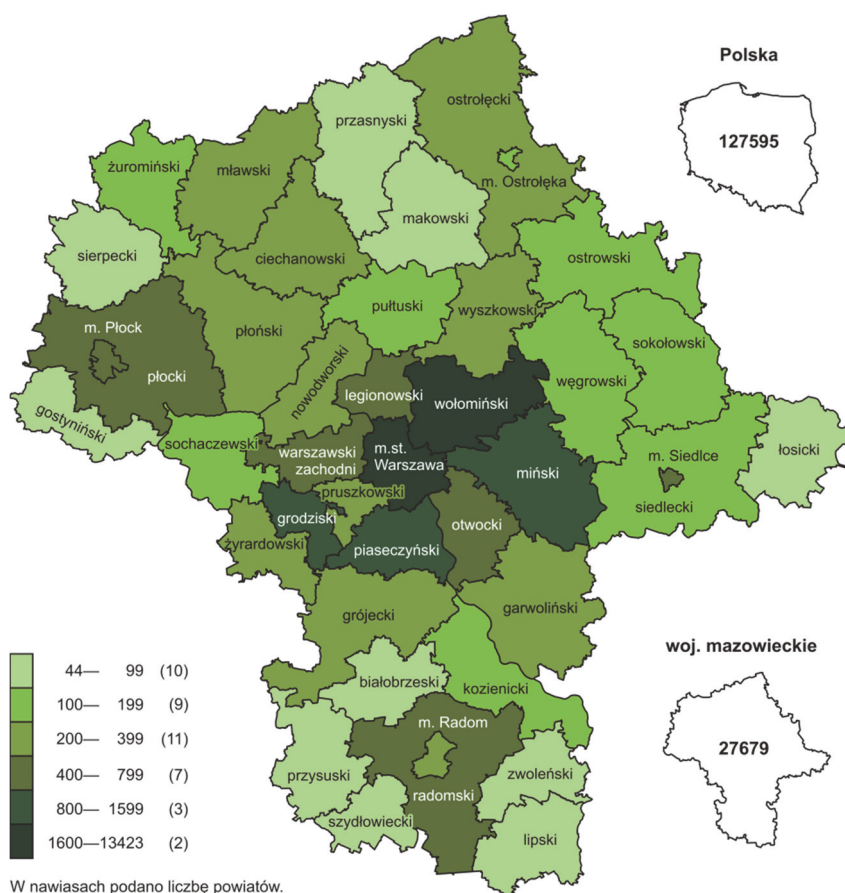 Polska
127595
ostrołęcki
przasnyski
żuromiński
mławski
m. Ostrołęka
makowski
sierpecki
ciechanowski
ostrowski
pułtuski
wyszkowski
m. Płock
płoński
sokołowski
płocki
nowodworski
legionowski
wołomiński
węgrowski
gostyniński
sochaczewski
warszawski
zachodni
m.st.
Warszawa
miński
m. Siedlce
łosicki
pruszkowski
siedlecki
grodziski
otwocki
żyrardowski
piaseczyński
garwoliński
grójecki
woj. mazowieckie
27679
białobrzeski
kozienicki
m. Radom
przysuski
radomski
zwoleński
szydłowiecki
lipski
44— 99 (10)
100— 199 (9)
200— 399 (11)
400— 799 (7)
800— 1599 (3)
1600—13423 (2)
W nawiasach podano liczbę powiatów.